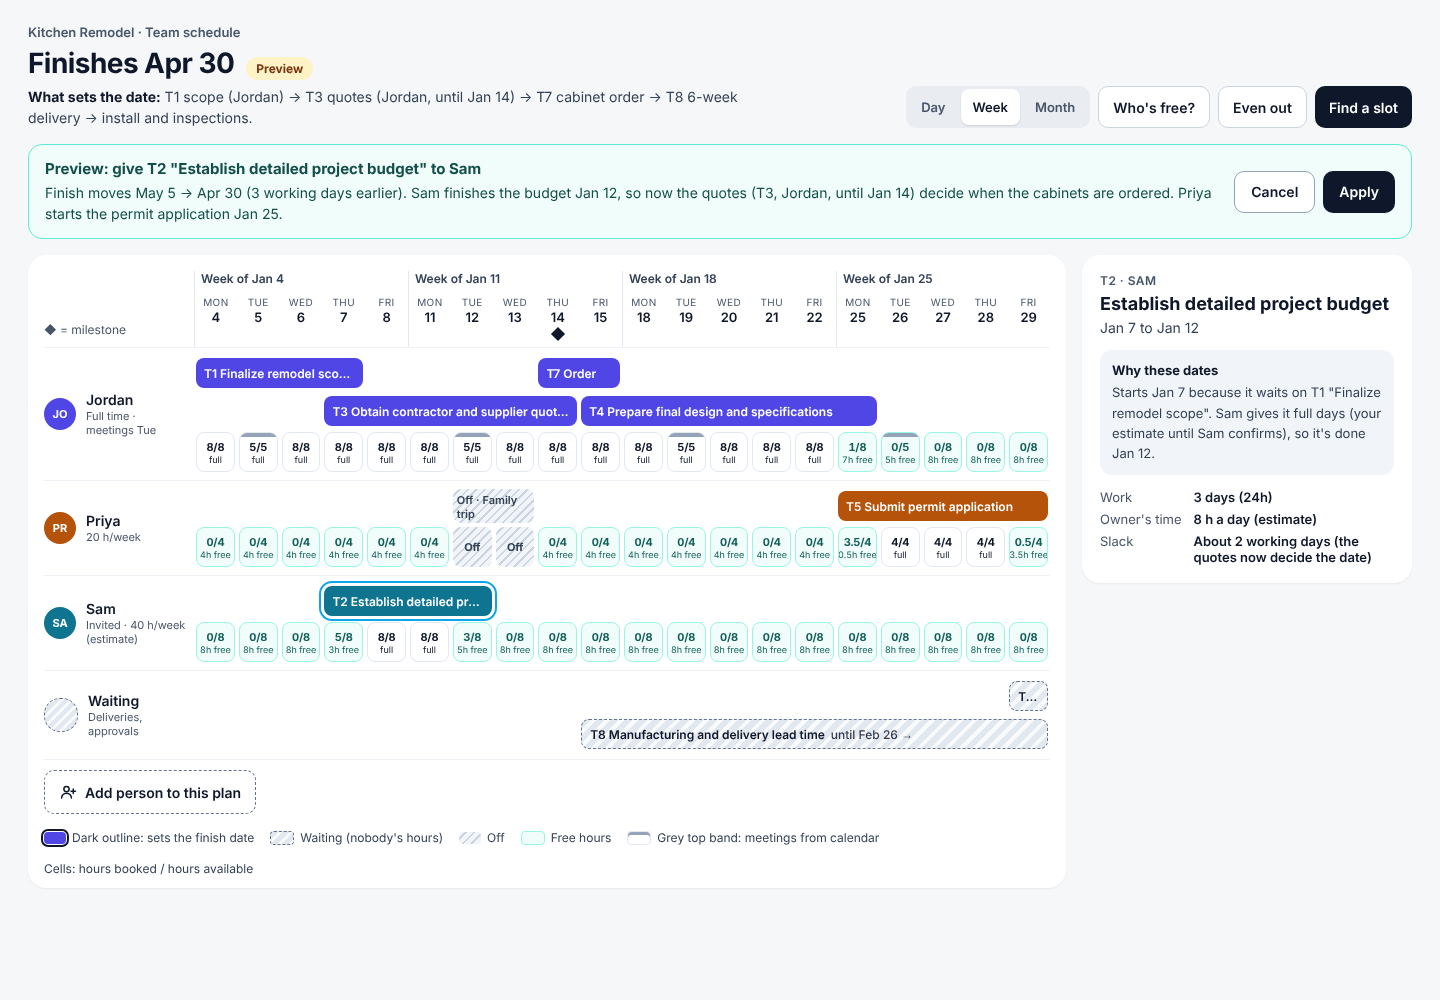 Kitchen Remodel · Team schedule
Finishes Apr 30
Preview
What sets the date: T1 scope (Jordan) → T3 quotes (Jordan, until Jan 14) → T7 cabinet order → T8 6-week
delivery → install and inspections.
Day Week Month Who's free? Even out Find a slot
Preview: give T2 "Establish detailed project budget" to Sam
Finish moves May 5 → Apr 30 (3 working days earlier). Sam finishes the budget Jan 12, so now the quotes (T3, Jordan, until Jan 14) decide when the cabinets are ordered. Priya
starts the permit application Jan 25.
Cancel Apply
Week of Jan 4 Week of Jan 11 Week of Jan 18 Week of Jan 25
MON TUE WED THU FRI MON TUE WED THU FRI MON TUE WED THU FRI MON TUE WED THU FRI
4 5 6 7 8 11 12 13 14 15 18 19 20 21 22 25 26 27 28 29
◆ = milestone
T1 Finalize remodel sco... T7 Order
JO Jordan
Full time ·
meetings Tue
T3 Obtain contractor and supplier quot... T4 Prepare final design and specifications
8/8 5/5 8/8 8/8 8/8 8/8 5/5 8/8 8/8 8/8 8/8 5/5 8/8 8/8 8/8 1/8 0/5 0/8 0/8 0/8
full full full full full full full full full full full full full full full 7h free 5h free 8h free 8h free 8h free
Off · Family
trip
T5 Submit permit application
PR Priya
20 h/week
0/4 0/4 0/4 0/4 0/4 0/4 Off Off 0/4 0/4 0/4 0/4 0/4 0/4 0/4 3.5/4 4/4 4/4 4/4 0.5/4
4h free 4h free 4h free 4h free 4h free 4h free 4h free 4h free 4h free 4h free 4h free 4h free 4h free 0.5h free full full full 3.5h free
T2 Establish detailed pr...
SA Sam
Invited · 40 h/week
(estimate)
0/8 0/8 0/8 5/8 8/8 8/8 3/8 0/8 0/8 0/8 0/8 0/8 0/8 0/8 0/8 0/8 0/8 0/8 0/8 0/8
8h free 8h free 8h free 3h free full full 5h free 8h free 8h free 8h free 8h free 8h free 8h free 8h free 8h free 8h free 8h free 8h free 8h free 8h free
T...
Waiting
Deliveries,
approvals
T8 Manufacturing and delivery lead time until Feb 26 →
Add person to this plan
Dark outline: sets the finish date Waiting (nobody's hours) Off Free hours Grey top band: meetings from calendar
Cells: hours booked / hours available
T2 · SAM
Establish detailed project budget
Jan 7 to Jan 12
Why these dates
Starts Jan 7 because it waits on T1 "Finalize
remodel scope". Sam gives it full days (your
estimate until Sam confirms), so it's done
Jan 12.
Work 3 days (24h)
Owner's time 8 h a day (estimate)
Slack About 2 working days (the
quotes now decide the date)